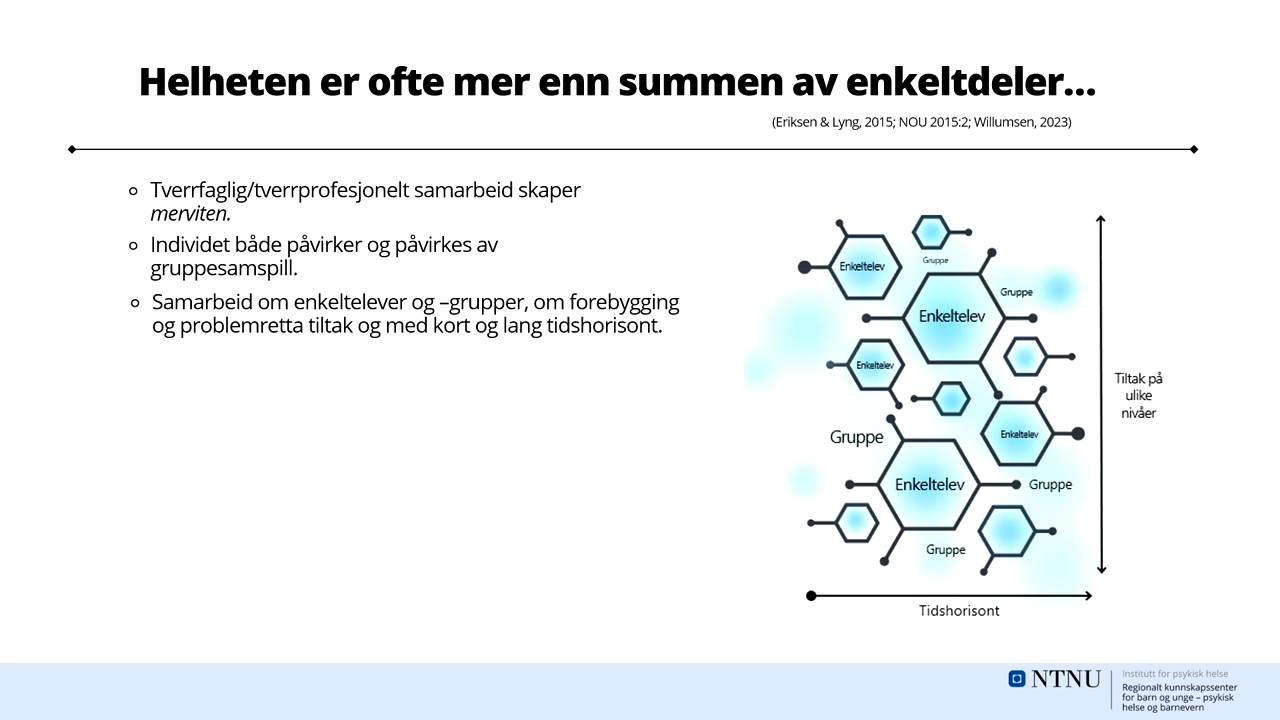 Helheten er ofte mer enn summen av enkeltdeler...
(Eriksen & Lyng, 2015; NOU 2015:2; Willumsen, 2023)
Tverrfaglig/tverrprofesjonelt samarbeid skaper
merviten.
Individet både påvirker og påvirkes av
gruppesamspill.
Samarbeid om enkeltelever og –grupper, om forebygging
og problemretta tiltak og med kort og lang tidshorisont.
Enkeltelev
Gruppe
Gruppe
Enkeltelev
Enkeltelev
Enkeltelev
Gruppe
Enkeltelev
Gruppe
Gruppe
Tiltak på
ulike
nivåer
Tidshorisont
NTNU
Institutt for psykisk helse
Regionalt kunnskapssenter
for barn og unge – psykisk
helse og barnevern